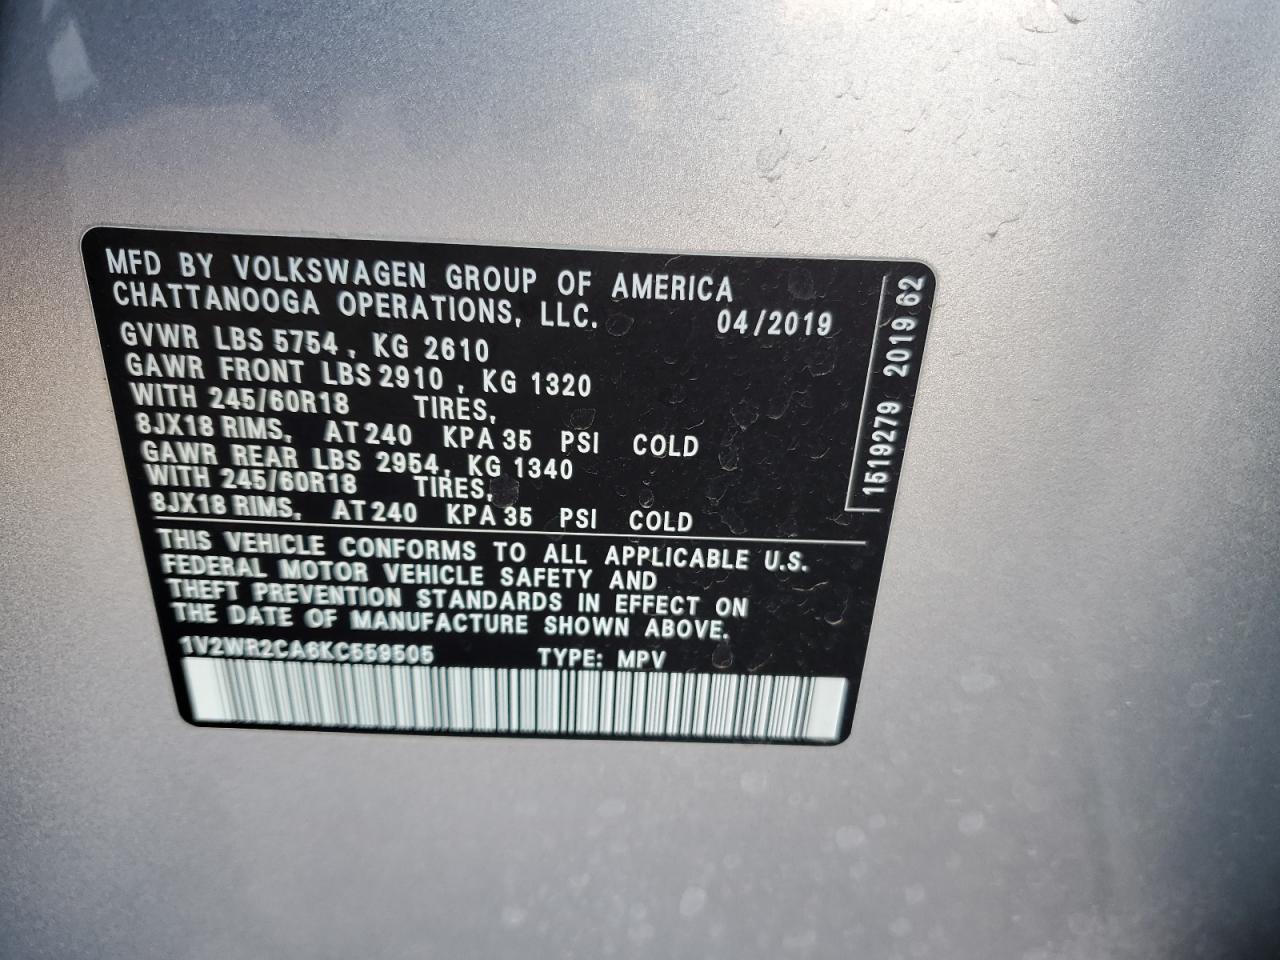 MFD BY VOLKSWAGEN GROUP OF AMERICA
CHATTANOOGA OPERATIONS, LLC. 04/2019
GVWR LBS 5754, KG 2610
GAWR FRONT LBS 2910, KG 1320
WITH 245/60R18 TIRES,
8JX18 RIMS, AT 240 KPA 35 PSI COLD
GAWR REAR LBS 2954, KG 1340
WITH 245/60R18 TIRES,
8JX18 RIMS, AT 240 KPA 35 PSI COLD
THIS VEHICLE CONFORMS TO ALL APPLICABLE U.S.
FEDERAL MOTOR VEHICLE SAFETY AND
THEFT PREVENTION STANDARDS IN EFFECT ON
THE DATE OF MANUFACTURE SHOWN ABOVE.
1V2WR2CA6KC559505 TYPE: MPV
1519279 2019 62